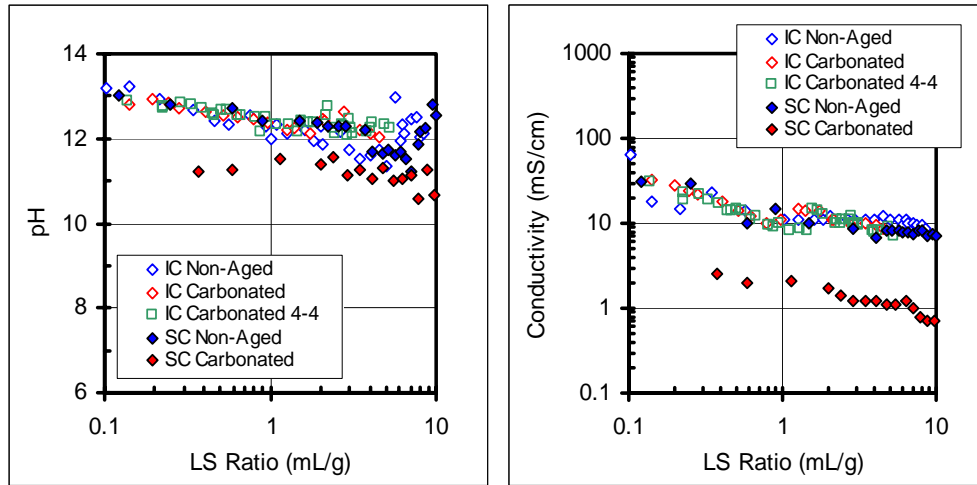 14
12
10
8
6
pH
0.1
1
10
LS Ratio (mL/g)
IC Non-Aged
IC Carbonated
IC Carbonated 4-4
SC Non-Aged
SC Carbonated
1000
100
10
1
0.1
Conductivity (mS/cm)
0.1
1
10
LS Ratio (mL/g)
IC Non-Aged
IC Carbonated
IC Carbonated 4-4
SC Non-Aged
SC Carbonated